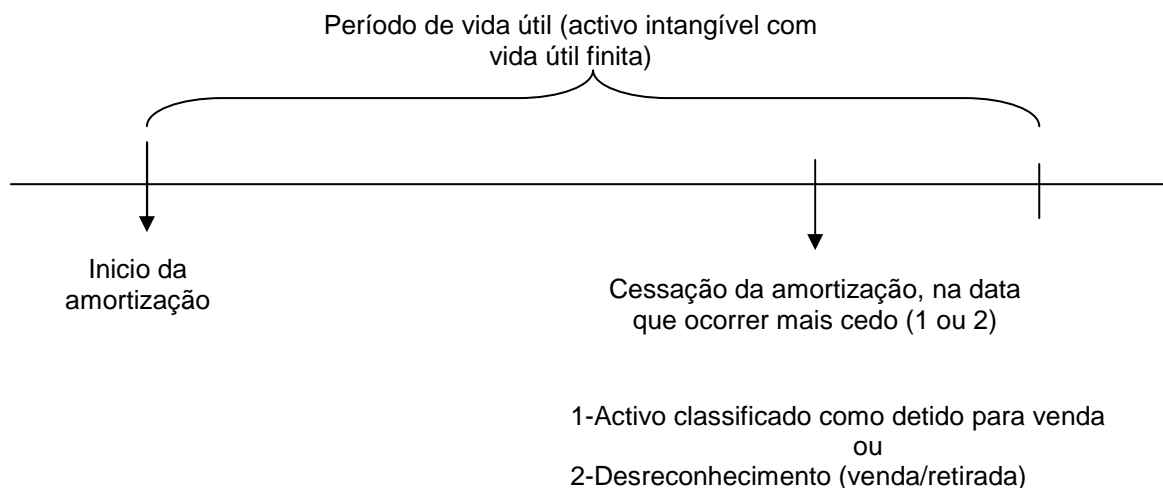 Período de vida útil (activo intangível com
vida útil finita)
Inicio da
amortização
Cessação da amortização, na data
que ocorrer mais cedo (1 ou 2)
1-Activo classificado como detido para venda
ou
2-Desreconhecimento (venda/retirada)